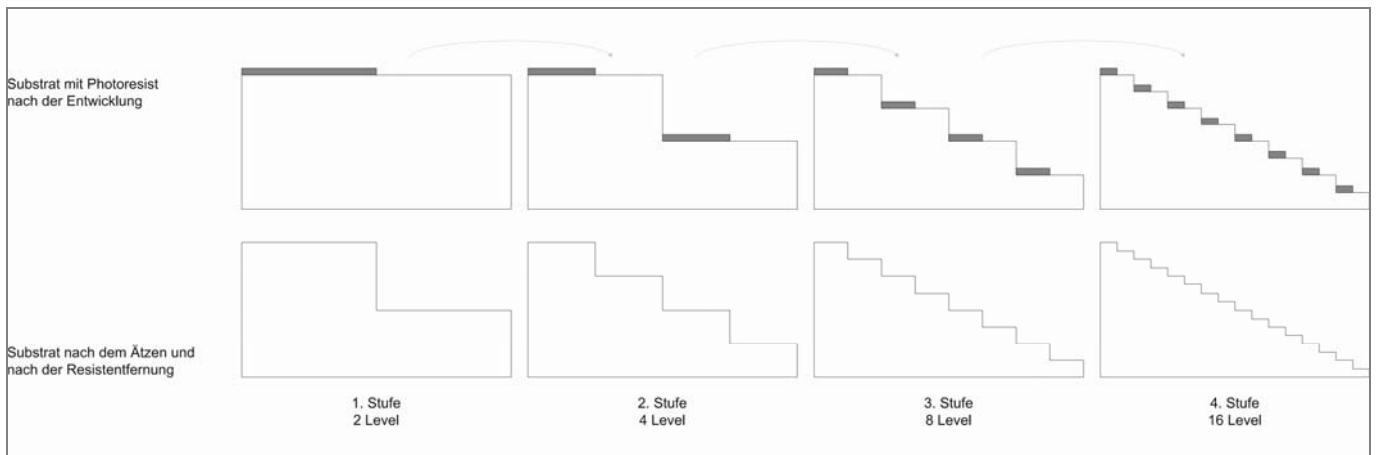 Substrat mit Photoresist
nach der Entwicklung
Substrat nach dem Ätzen und
nach der Resistentfernung
1. Stufe
2 Level
2. Stufe
4 Level
3. Stufe
8 Level
4. Stufe
16 Level